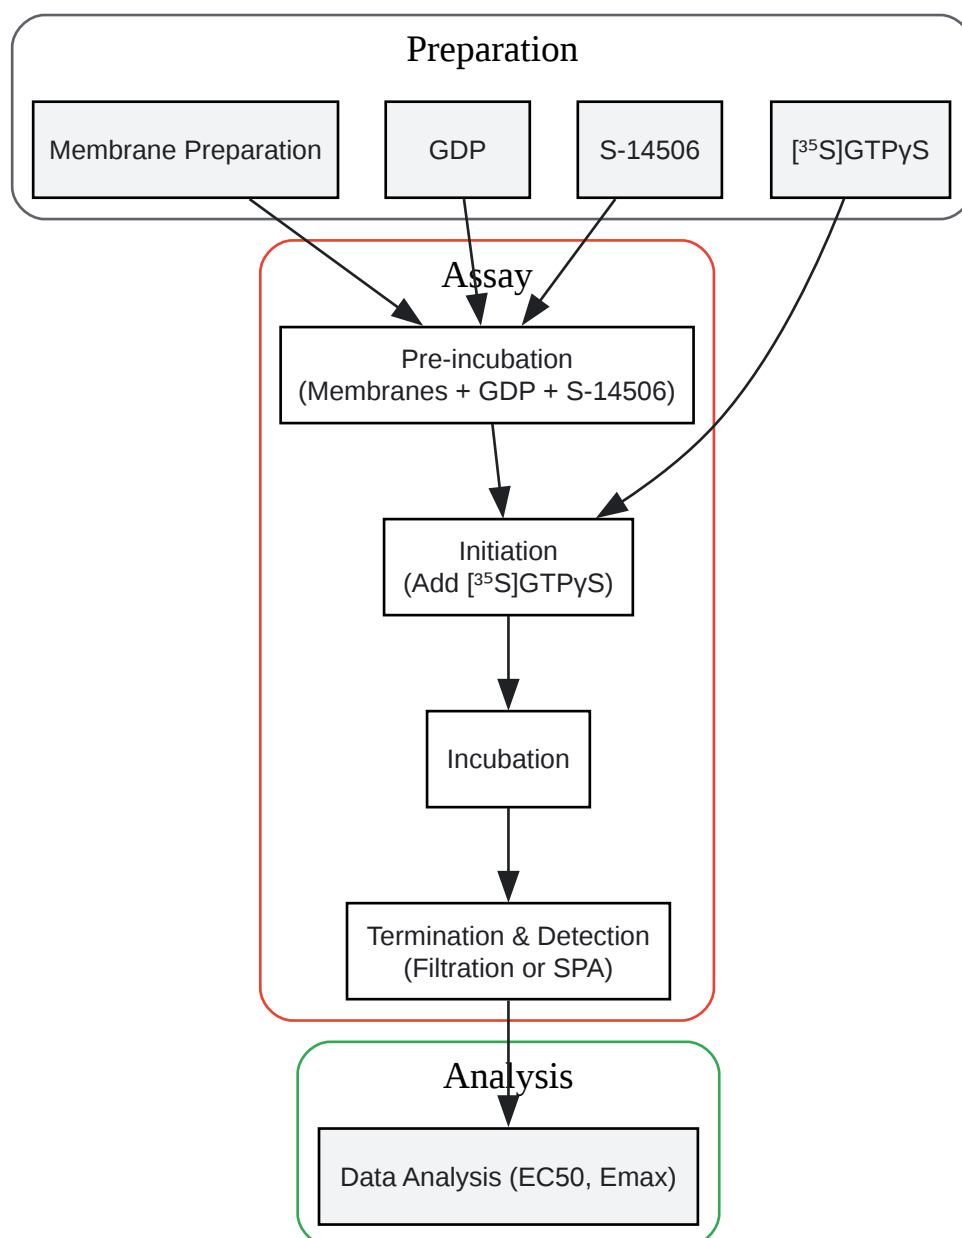 Preparation
Membrane Preparation
GDP
S-14506
[³⁵S]GTPγS
Assay
Pre-incubation
(Membranes + GDP + S-14506)
Initiation
(Add [³⁵S]GTPγS)
Incubation
Termination & Detection
(Filtration or SPA)
Analysis
Data Analysis (EC50, Emax)